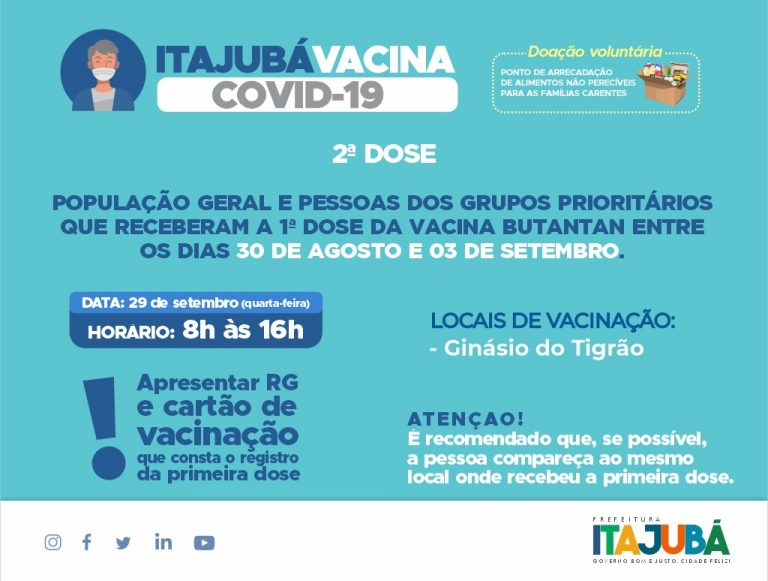 ITAJUBÁVACINA
COVID-19
Doação voluntária
PONTO DE ARRECADAÇÃO
DE ALIMENTOS NÃO PERECÍVEIS
PARA AS FAMÍLIAS CARENTES
2ª DOSE
POPULAÇÃO GERAL E PESSOAS DOS GRUPOS PRIORITÁRIOS
QUE RECEBERAM A 1ª DOSE DA VACINA BUTANTAN ENTRE
OS DIAS 30 DE AGOSTO E 03 DE SETEMBRO.
DATA: 29 de setembro (quarta-feira)
HORÁRIO: 8h às 16h
LOCAIS DE VACINAÇÃO:
- Ginásio do Tigrão
! Apresentar RG
e cartão de
vacinação
que consta o registro
da primeira dose
ATENÇAO!
É recomendado que, se possível,
a pessoa compareça ao mesmo
local onde recebeu a primeira dose.
PREFEITURA
ITAJUBÁ
GOVERNO BOM E JUSTO, CIDADE FELIZ!